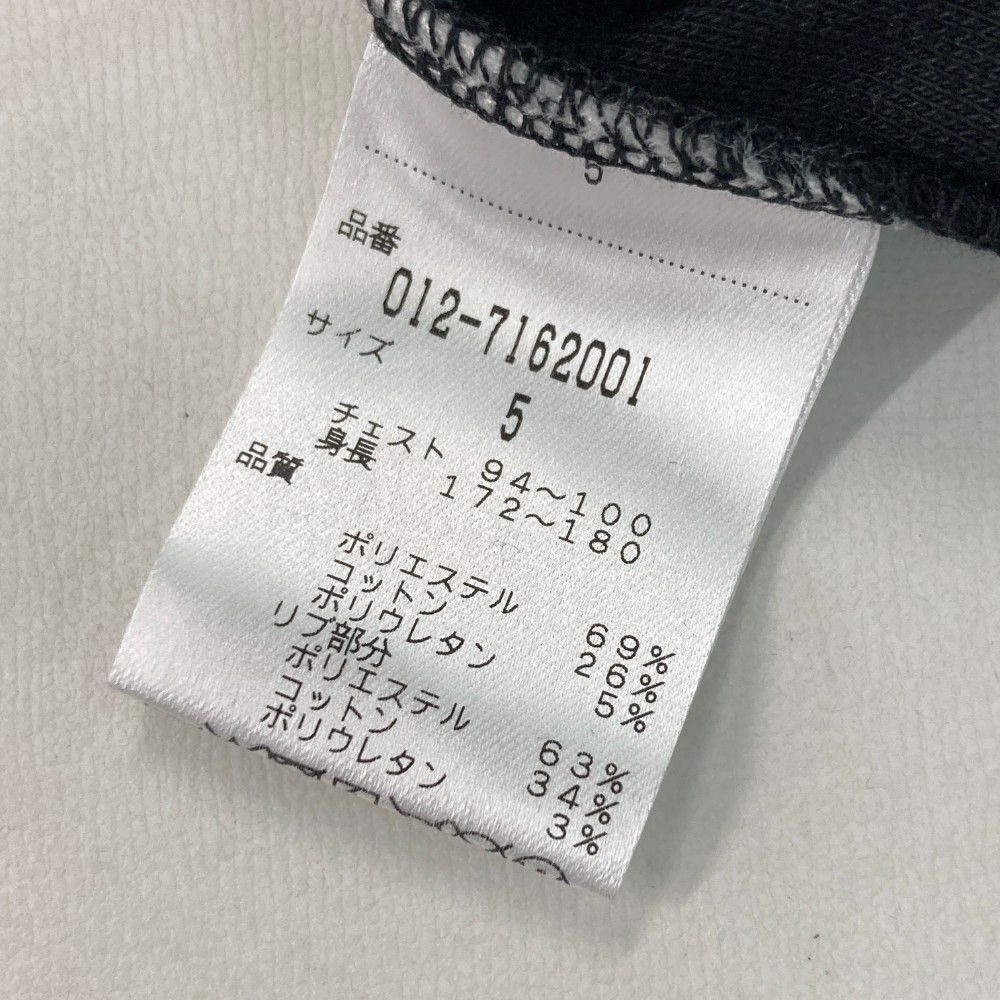 5
品番
012-7162001
サイズ
5
チェスト 94~100
身長 172~180
品質
ポリエステル 69%
コットン 26%
ポリウレタン 5%
リブ部分
ポリエステル 63%
コットン 34%
ポリウレタン 3%